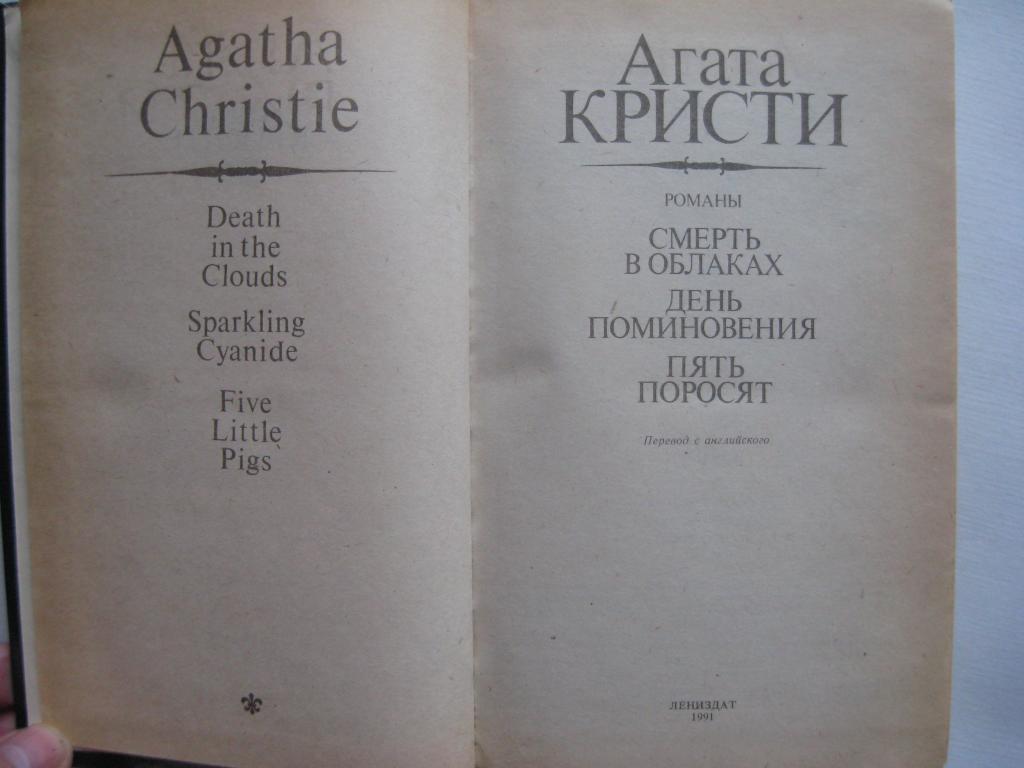 Agatha
Christie
Death
in the
Clouds
Sparkling
Cyanide
Five
Little
Pigs
Агата
КРИСТИ
РОМАНЫ
СМЕРТЬ
В ОБЛАКАХ
ДЕНЬ
ПОМИНОВЕНИЯ
ПЯТЬ
ПОРОСЯТ
Перевод с английского
ЛЕНИЗДАТ
1991